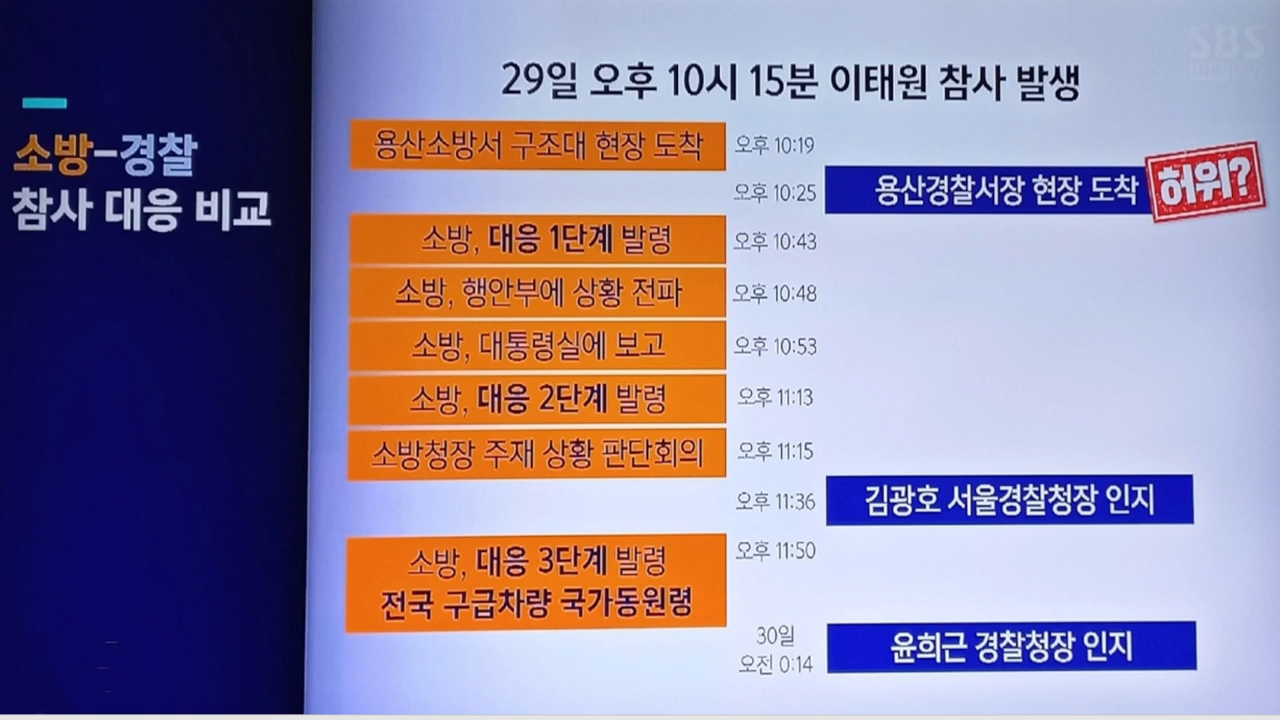 SBS
29일 오후 10시 15분 이태원 참사 발생
소방-경찰
참사 대응 비교
용산소방서 구조대 현장 도착 오후 10:19
오후 10:25 용산경찰서장 현장 도착 허위?
소방, 대응 1단계 발령 오후 10:43
소방, 행안부에 상황 전파 오후 10:48
소방, 대통령실에 보고 오후 10:53
소방, 대응 2단계 발령 오후 11:13
소방청장 주재 상황 판단회의 오후 11:15
오후 11:36 김광호 서울경찰청장 인지
소방, 대응 3단계 발령 오후 11:50
전국 구급차량 국가동원령
30일
오전 0:14 윤희근 경찰청장 인지